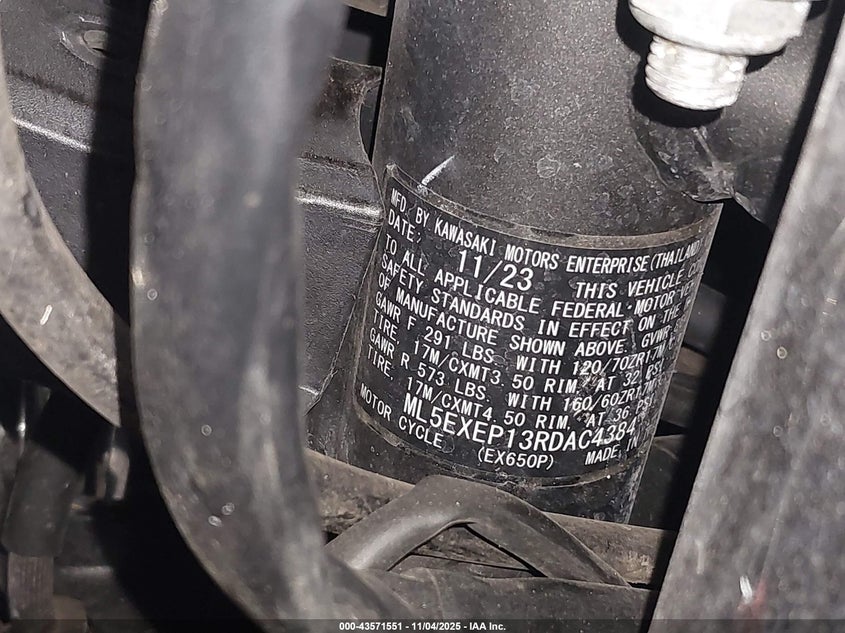 MFD. BY KAWASAKI MOTORS ENTERPRISE (THAILAND)
DATE: 11/23 THIS VEHICLE
TO ALL APPLICABLE FEDERAL MOTOR
SAFETY STANDARDS IN EFFECT ON THE
OF MANUFACTURE SHOWN ABOVE. GVWR
GAWR F 291 LBS. WITH 120/70ZR17M
TIRE, 17M/CXMT3.50 RIM, AT 32 PSI
GAWR R 573 LBS. WITH 160/60ZR17M
TIRE, 17M/CXMT4.50 RIM, AT 36 PSI
ML5EXEP13RDAC4384
MOTOR CYCLE (EX650P) MADE IN
000-43571551 - 11/04/2025 - IAA Inc.